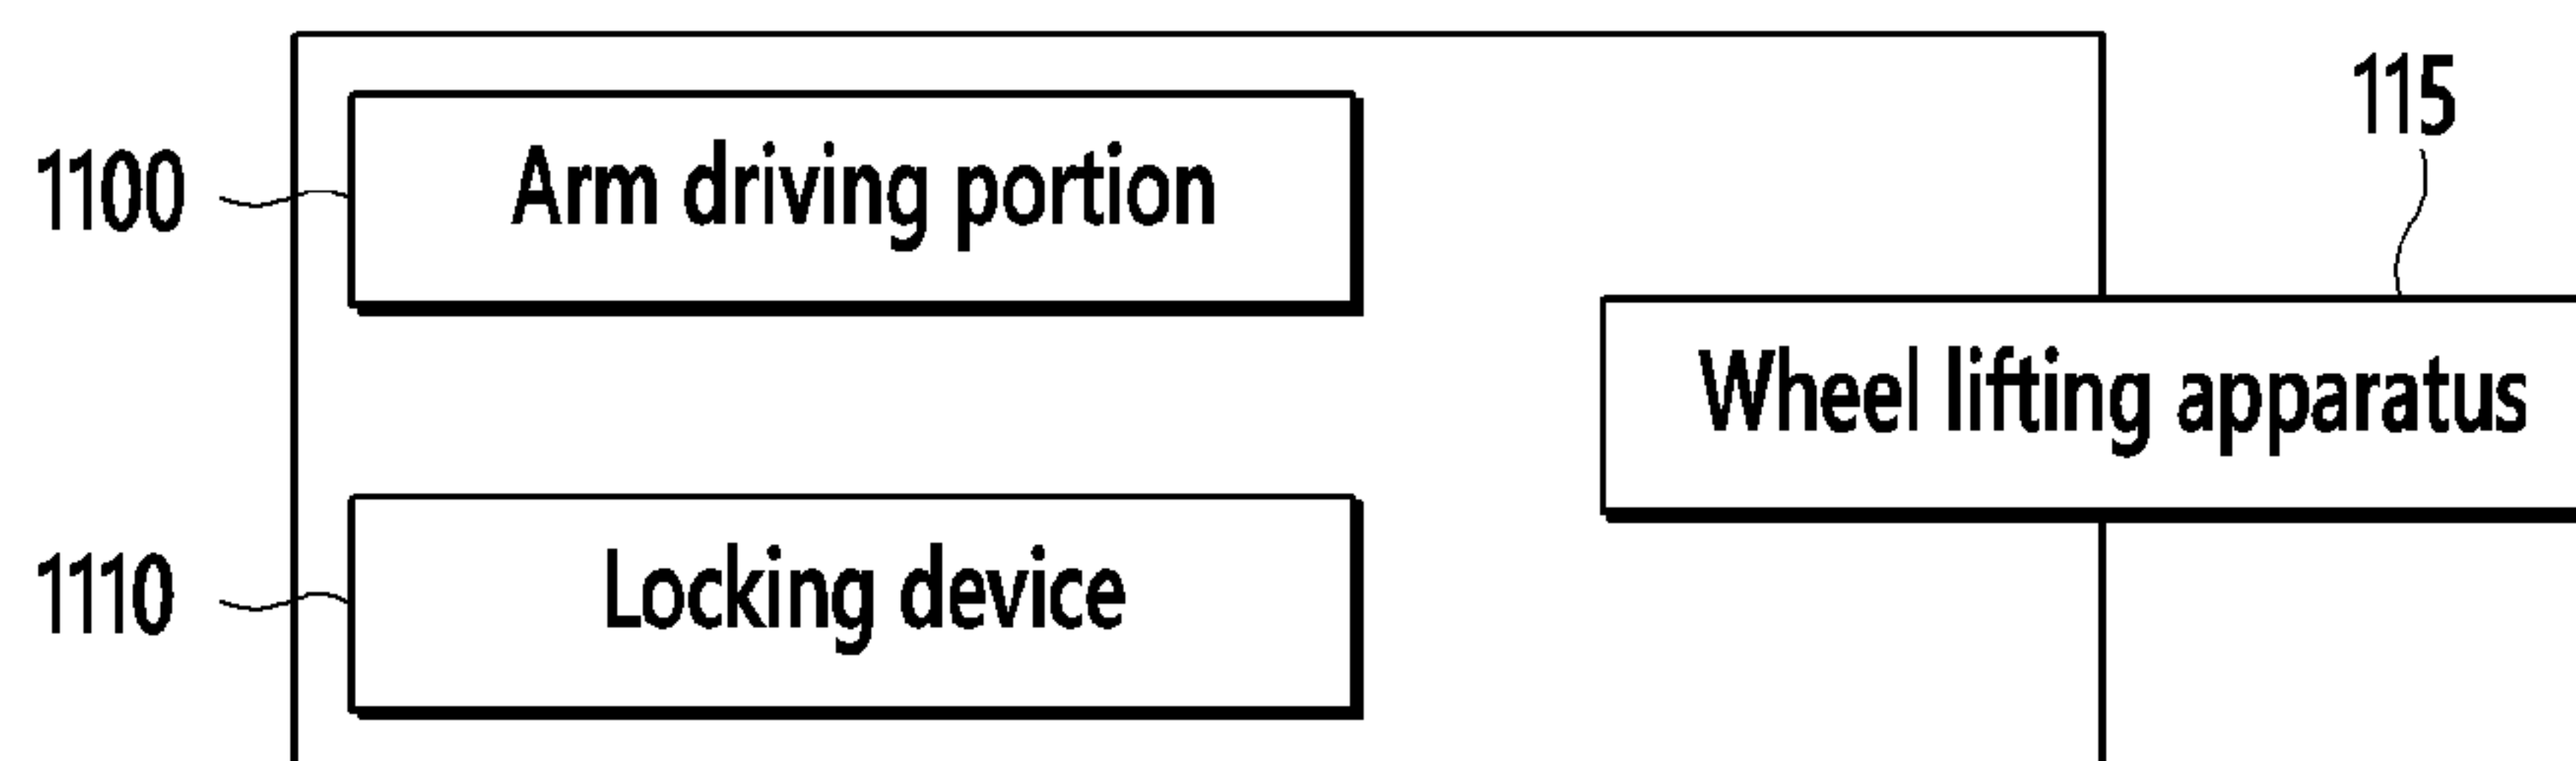 115
1100
Arm driving portion
Wheel lifting apparatus
1110
Locking device